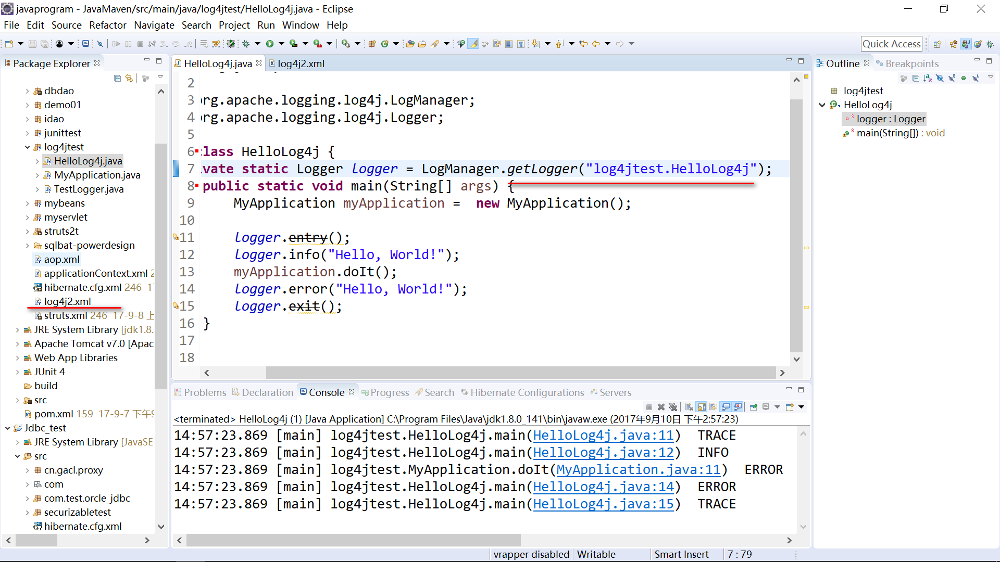 javaprogram - JavaMaven/src/main/java/log4jtest/HelloLog4j.java - Eclipse
File Edit Source Refactor Navigate Search Project Run Window Help
Quick Access
Package Explorer
dbdao
demo01
idao
junittest
log4jtest
HelloLog4j.java
MyApplication.java
TestLogger.java
mybeans
myservlet
struts2t
sqlbat-powerdesign
aop.xml
applicationContext.xml 2
hibernate.cfg.xml 246 1
log4j2.xml
struts.xml 246 17-9-8 上
JRE System Library [jdk1.8.
Apache Tomcat v7.0 [Apac
Web App Libraries
JUnit 4
build
src
pom.xml 159 17-9-7 下午9
Jdbc_test
JRE System Library [JavaSE-
src
cn.gacl.proxy
com
com.test.orcle_jdbc
securizabletest
hibernate.cfg.xml
HelloLog4j.java log4j2.xml
2
3 org.apache.logging.log4j.LogManager;
4 org.apache.logging.log4j.Logger;
5
6 class HelloLog4j {
7 ivate static Logger logger = LogManager.getLogger("log4jtest.HelloLog4j");
8 public static void main(String[] args) {
9 MyApplication myApplication = new MyApplication();
10
11 logger.entry();
12 logger.info("Hello, World!");
13 myApplication.doIt();
14 logger.error("Hello, World!");
15 logger.exit();
16 }
17
18
Outline Breakpoints
log4jtest
HelloLog4j
logger : Logger
main(String[]) : void
Problems Declaration Console Progress Search Hibernate Configurations Servers
<terminated> HelloLog4j (1) [Java Application] C:\Program Files\Java\jdk1.8.0_141\bin\javaw.exe (2017年9月10日 下午2:57:23)
14:57:23.869 [main] log4jtest.HelloLog4j.main(HelloLog4j.java:11) TRACE
14:57:23.869 [main] log4jtest.HelloLog4j.main(HelloLog4j.java:12) INFO
14:57:23.869 [main] log4jtest.MyApplication.doIt(MyApplication.java:11) ERROR
14:57:23.869 [main] log4jtest.HelloLog4j.main(HelloLog4j.java:14) ERROR
14:57:23.869 [main] log4jtest.HelloLog4j.main(HelloLog4j.java:15) TRACE
vrapper disabled Writable Smart Insert 7 : 79